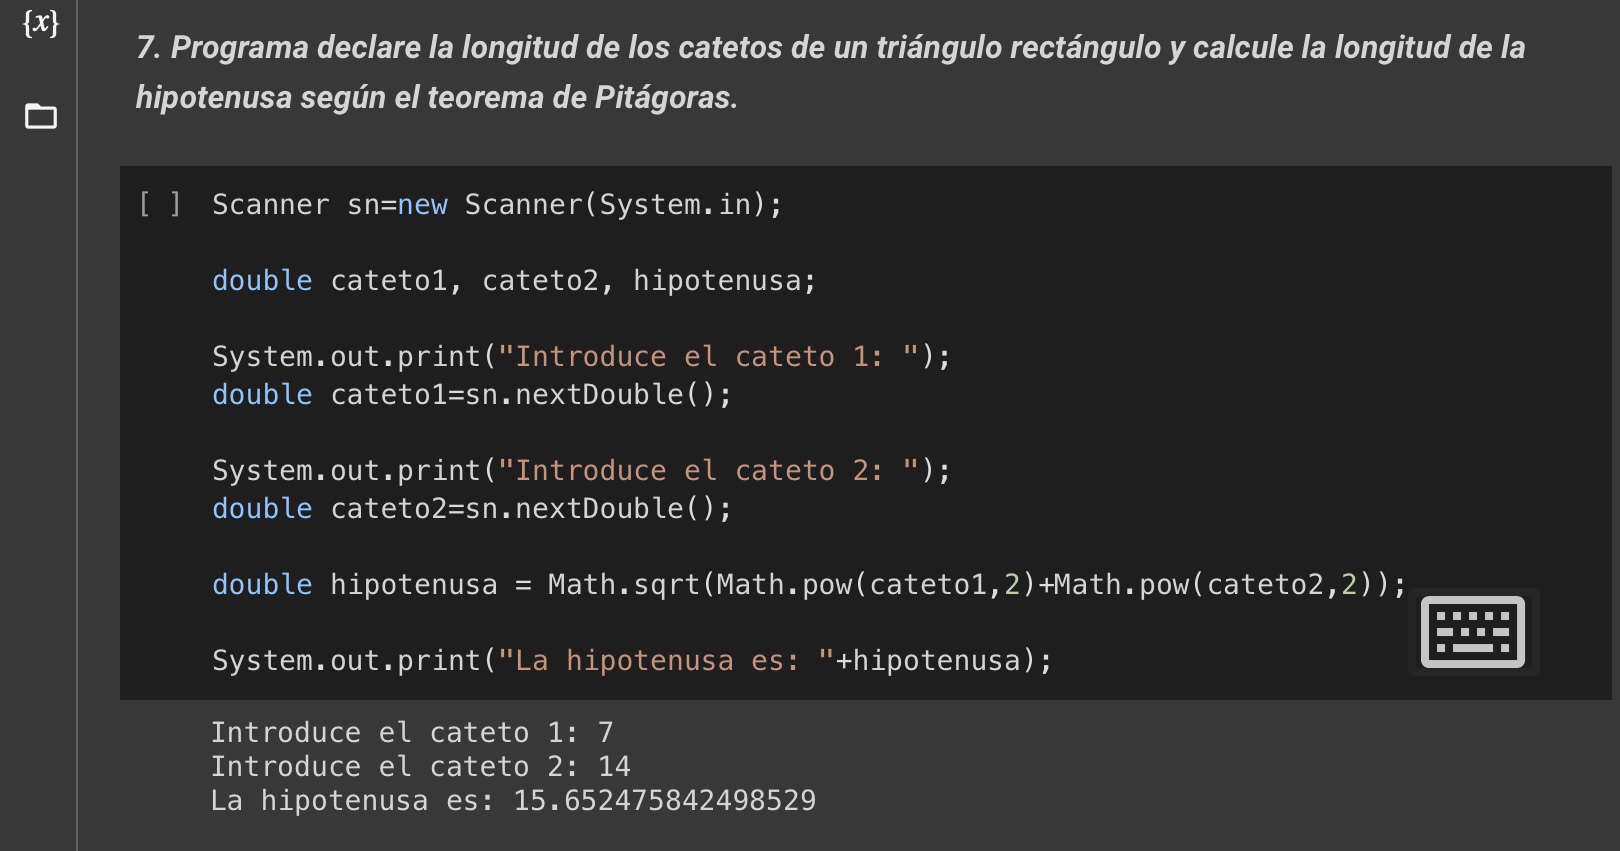 {x}
7. Programa declare la longitud de los catetos de un triángulo rectángulo y calcule la longitud de la
hipotenusa según el teorema de Pitágoras.
[ ] Scanner sn=new Scanner(System.in);
double cateto1, cateto2, hipotenusa;
System.out.print("Introduce el cateto 1: ");
double cateto1=sn.nextDouble();
System.out.print("Introduce el cateto 2: ");
double cateto2=sn.nextDouble();
double hipotenusa = Math.sqrt(Math.pow(cateto1,2)+Math.pow(cateto2,2));
System.out.print("La hipotenusa es: "+hipotenusa);
Introduce el cateto 1: 7
Introduce el cateto 2: 14
La hipotenusa es: 15.652475842498529